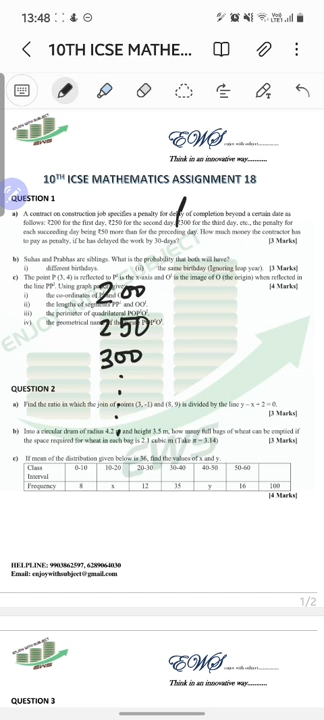 13:48
10TH ICSE MATHE...
EWS
Think in an innovative way...........
10TH ICSE MATHEMATICS ASSIGNMENT 18
QUESTION 1
a) A contract on construction job specifies a penalty for delay of completion beyond a certain date as
follows: ₹200 for the first day, ₹250 for the second day, ₹300 for the third day, etc., the penalty for
each succeeding day being ₹50 more than for the preceding day. How much money the contractor has
to pay as penalty, if he has delayed the work by 30-days? [3 Marks]
b) Suhas and Prabhas are siblings. What is the probability that both will have?
i) different birthdays. (ii) the same birthday (Ignoring leap year). [3 Marks]
c) The point P (3, 4) is reflected to P' is the x-axis and O' is the image of O (the origin) when reflected in
the line PP'. Using graph paper give: [4 Marks]
i) the co-ordinates of
ii) the lengths of segments PP' and OO'.
iii) the perimeter of quadrilateral POP'O'.
iv) the geometrical name of the
200
250
300
QUESTION 2
a) Find the ratio in which the join of points (3, -1) and (8, 9) is divided by the line y – x + 2 = 0.
[3 Marks]
b) Into a circular drum of radius 4.2 and height 3.5 m, how many full bags of wheat can be emptied if
the space required for wheat in each bag is 2.1 cubic m (Take π = 3.14) [3 Marks]
c) If mean of the distribution given below is 36, find the values of x and y.
Class Interval 0-10 10-20 20-30 30-40 40-50 50-60
Frequency 8 x 12 35 y 16 100
[4 Marks]
HELPLINE: 9903862597, 6289064030
Email: enjoywithsubject@gmail.com
1/2
EWS
Think in an innovative way...........
QUESTION 3